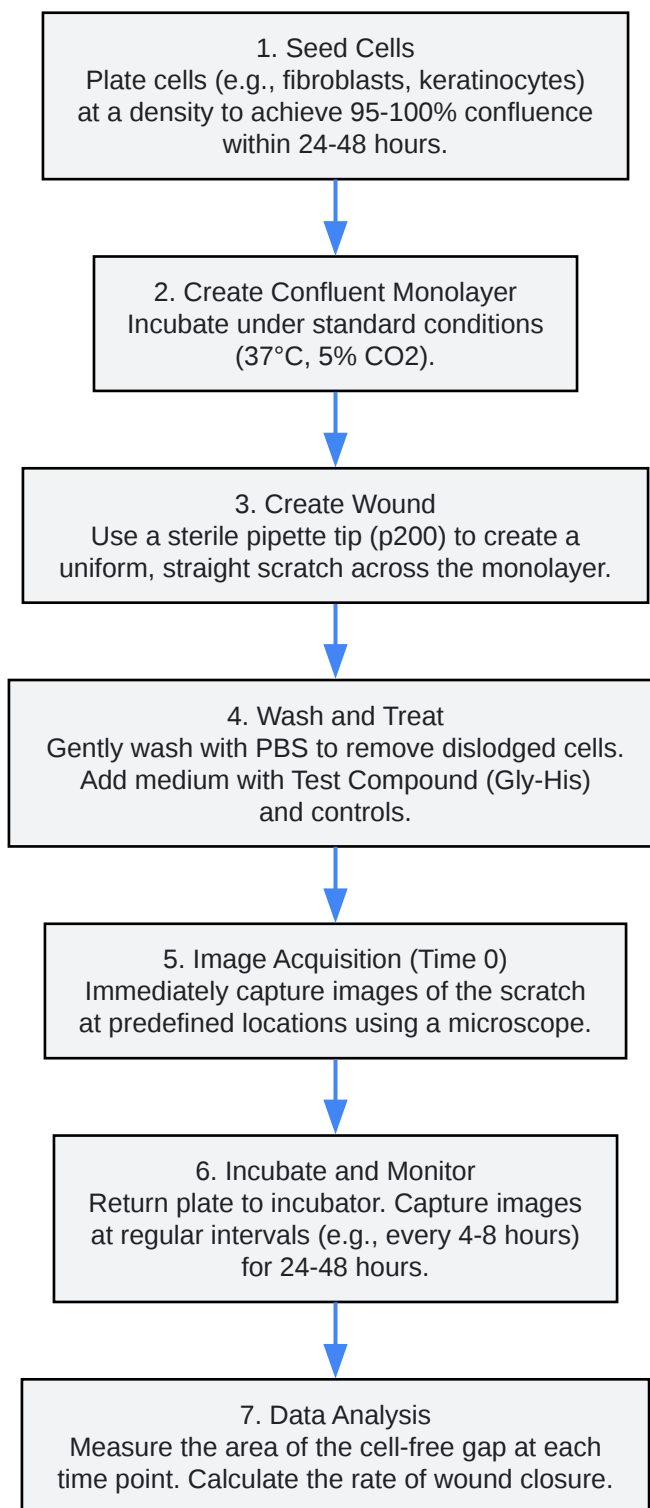 1. Seed Cells
Plate cells (e.g., fibroblasts, keratinocytes)
at a density to achieve 95-100% confluence
within 24-48 hours.
2. Create Confluent Monolayer
Incubate under standard conditions
(37°C, 5% CO2).
3. Create Wound
Use a sterile pipette tip (p200) to create a
uniform, straight scratch across the monolayer.
4. Wash and Treat
Gently wash with PBS to remove dislodged cells.
Add medium with Test Compound (Gly-His)
and controls.
5. Image Acquisition (Time 0)
Immediately capture images of the scratch
at predefined locations using a microscope.
6. Incubate and Monitor
Return plate to incubator. Capture images
at regular intervals (e.g., every 4-8 hours)
for 24-48 hours.
7. Data Analysis
Measure the area of the cell-free gap at each
time point. Calculate the rate of wound closure.